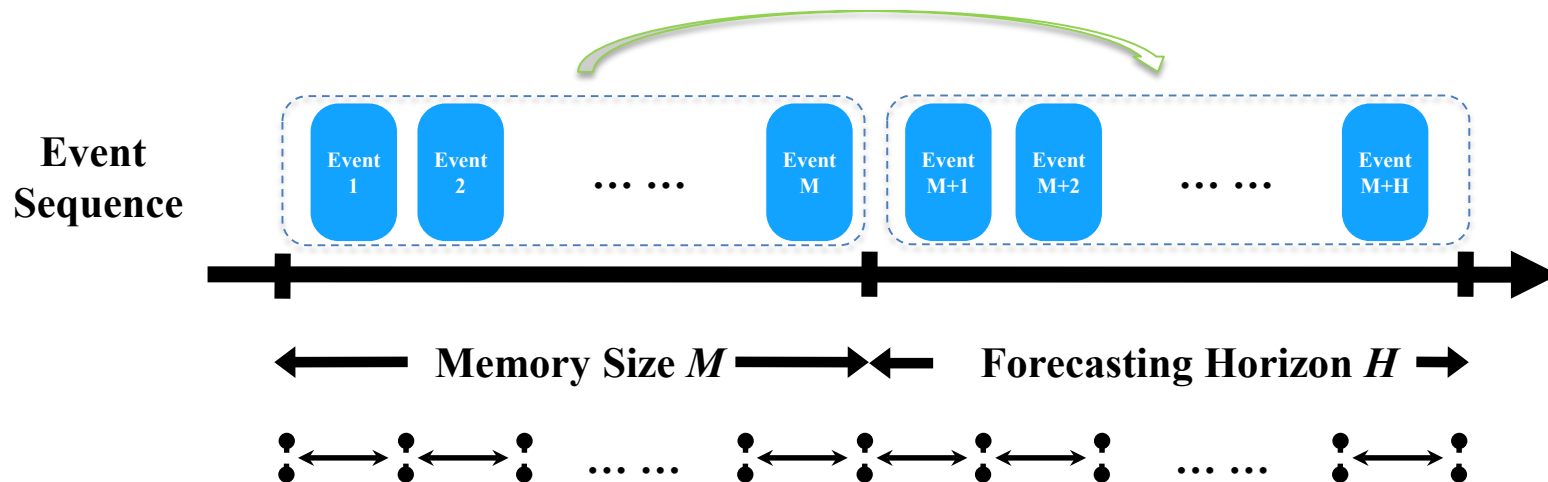 Event
Sequence
Event
1
Event
2
... ...
Event
M
Event
M+1
Event
M+2
... ...
Event
M+H
Memory Size M
Forecasting Horizon H
... ...
... ...